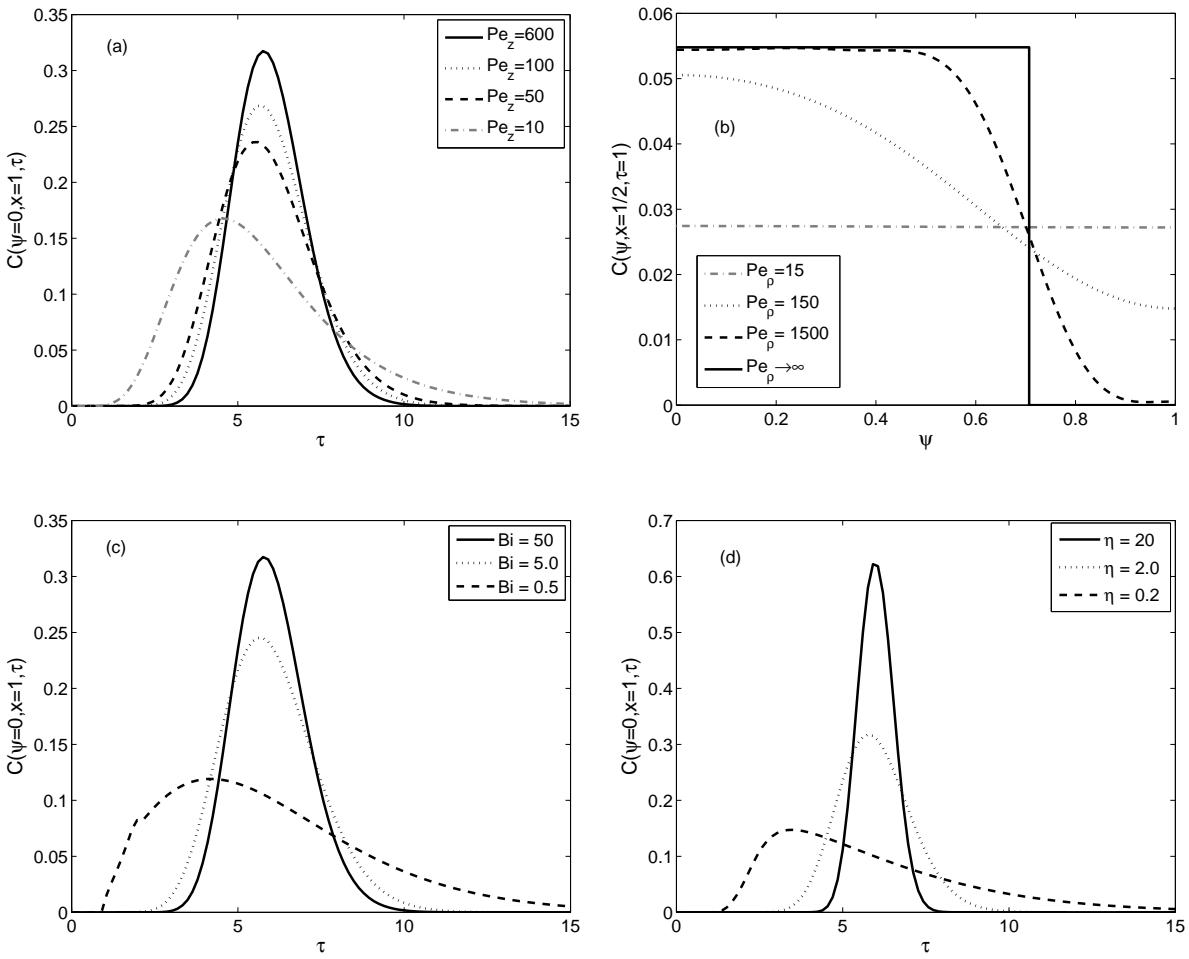 (a)
Pe_z=600
Pe_z=100
Pe_z=50
Pe_z=10
0.35
0.3
0.25
0.2
0.15
0.1
0.05
0
0 5 10 15
C(ψ=0,x=1,τ)
τ
(b)
Pe_ρ=15
Pe_ρ= 150
Pe_ρ= 1500
Pe_ρ→∞
0.06
0.05
0.04
0.03
0.02
0.01
0
0 0.2 0.4 0.6 0.8 1
C(ψ,x=1/2,τ=1)
ψ
(c)
Bi = 50
Bi = 5.0
Bi = 0.5
0.35
0.3
0.25
0.2
0.15
0.1
0.05
0
0 5 10 15
C(ψ=0,x=1,τ)
τ
(d)
η = 20
η = 2.0
η = 0.2
0.7
0.6
0.5
0.4
0.3
0.2
0.1
0
0 5 10 15
C(ψ=0,x=1,τ)
τ